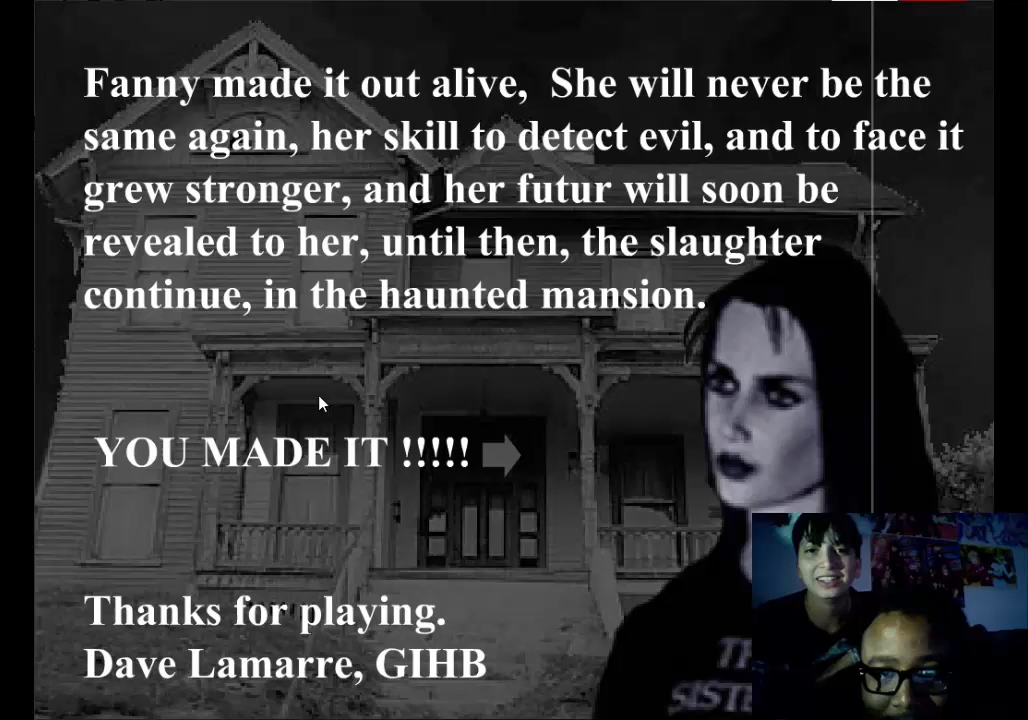 Fanny made it out alive,  She will never be the
same again, her skill to detect evil, and to face it
grew stronger, and her futur will soon be
revealed to her, until then, the slaughter
continue, in the haunted mansion.
YOU MADE IT !!!!!
Thanks for playing.
Dave Lamarre, GIHB